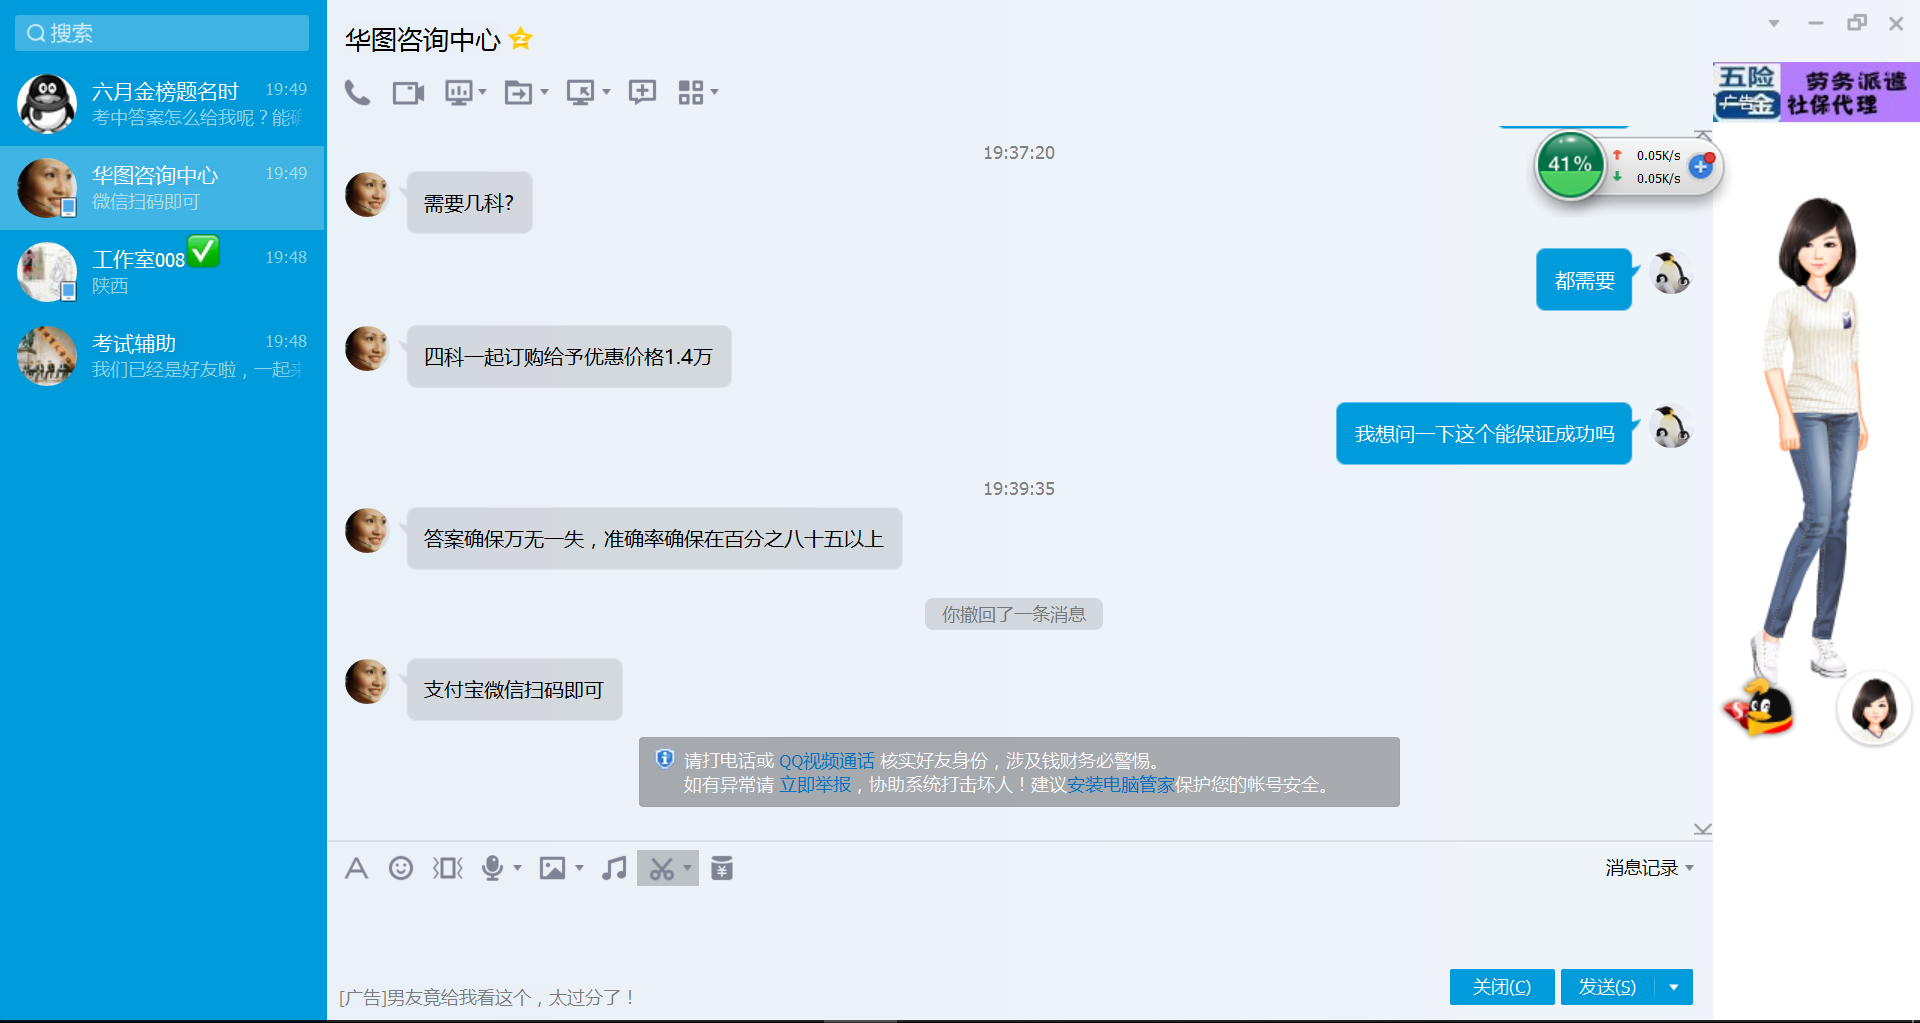 搜索
六月金榜题名时
19:49
考中答案怎么给我呢？能确
华图咨询中心
19:49
微信扫码即可
工作室008
19:48
陕西
考试辅助
19:48
我们已经是好友啦，一起来
华图咨询中心
五险
广告金
劳务派遣
社保代理
41%
0.05K/s
0.05K/s
19:37:20
需要几科?
都需要
四科一起订购给予优惠价格1.4万
我想问一下这个能保证成功吗
19:39:35
答案确保万无一失，准确率确保在百分之八十五以上
你撤回了一条消息
支付宝微信扫码即可
请打电话或 QQ视频通话 核实好友身份，涉及钱财务必警惕。
如有异常请 立即举报，协助系统打击坏人！建议安装电脑管家保护您的帐号安全。
消息记录
[广告]男友竟给我看这个，太过分了！
关闭(C)
发送(S)